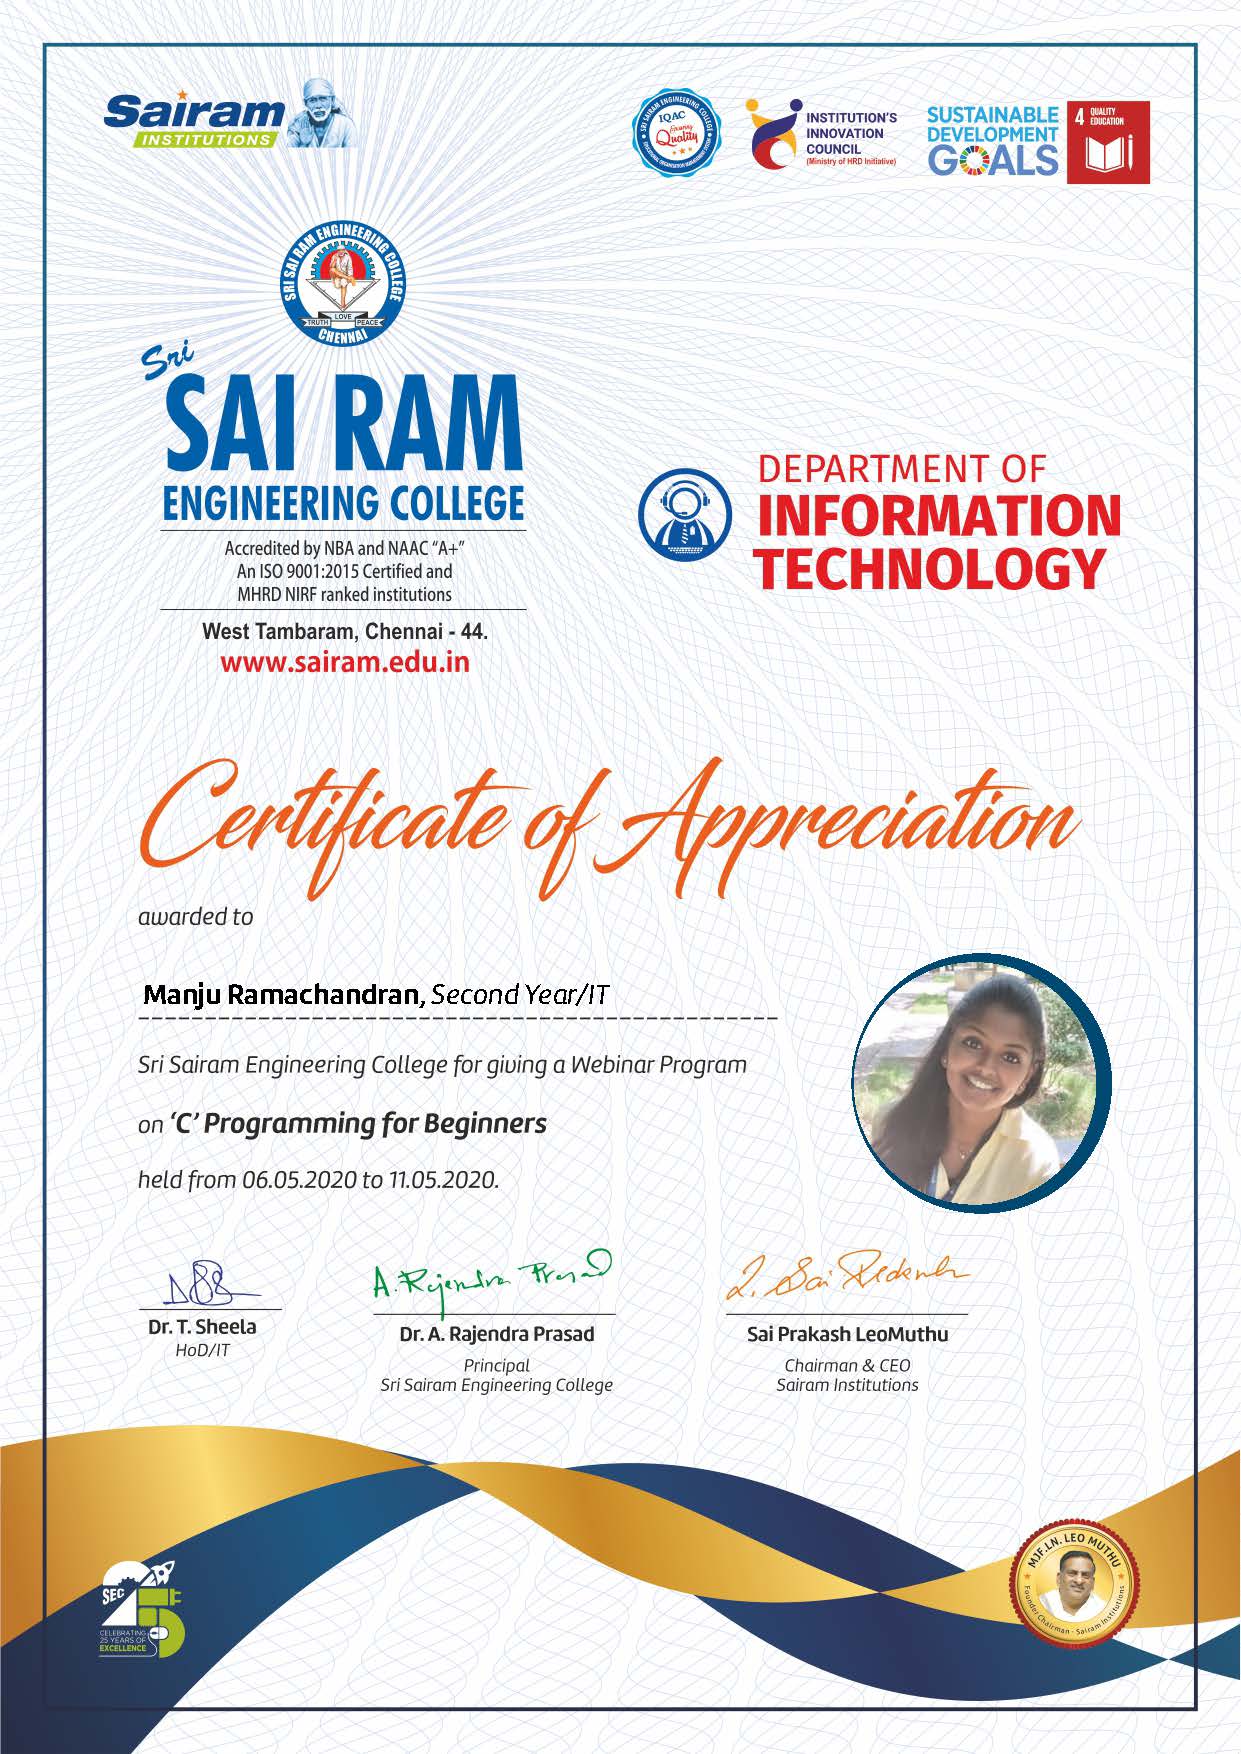 Sairam
INSTITUTIONS
SRI SAIRAM ENGINEERING COLLEGE
IQAC
Ensuring
Quality
EDUCATIONAL ORGANISATION MANAGEMENT SYSTEM
INSTITUTION'S
INNOVATION
COUNCIL
(Ministry of HRD Initiative)
SUSTAINABLE
DEVELOPMENT
GOALS
4 QUALITY
EDUCATION
SRI SAI RAM ENGINEERING COLLEGE
TRUTH LOVE PEACE
CHENNAI
Sri
SAI RAM
ENGINEERING COLLEGE
Accredited by NBA and NAAC “A+”
An ISO 9001:2015 Certified and
MHRD NIRF ranked institutions
West Tambaram, Chennai - 44.
www.sairam.edu.in
DEPARTMENT OF
INFORMATION
TECHNOLOGY
Certificate of Appreciation
awarded to
Manju Ramachandran, Second Year/IT
Sri Sairam Engineering College for giving a Webinar Program
on ‘C’ Programming for Beginners
held from 06.05.2020 to 11.05.2020.
A. Rajendra Prasad
Dr. T. Sheela
HoD/IT
Dr. A. Rajendra Prasad
Principal
Sri Sairam Engineering College
Sai Prakash LeoMuthu
Chairman & CEO
Sairam Institutions
SEC
25
CELEBRATING
25 YEARS OF
EXCELLENCE
MJF.LN. LEO MUTHU
Founder Chairman - Sairam Institutions